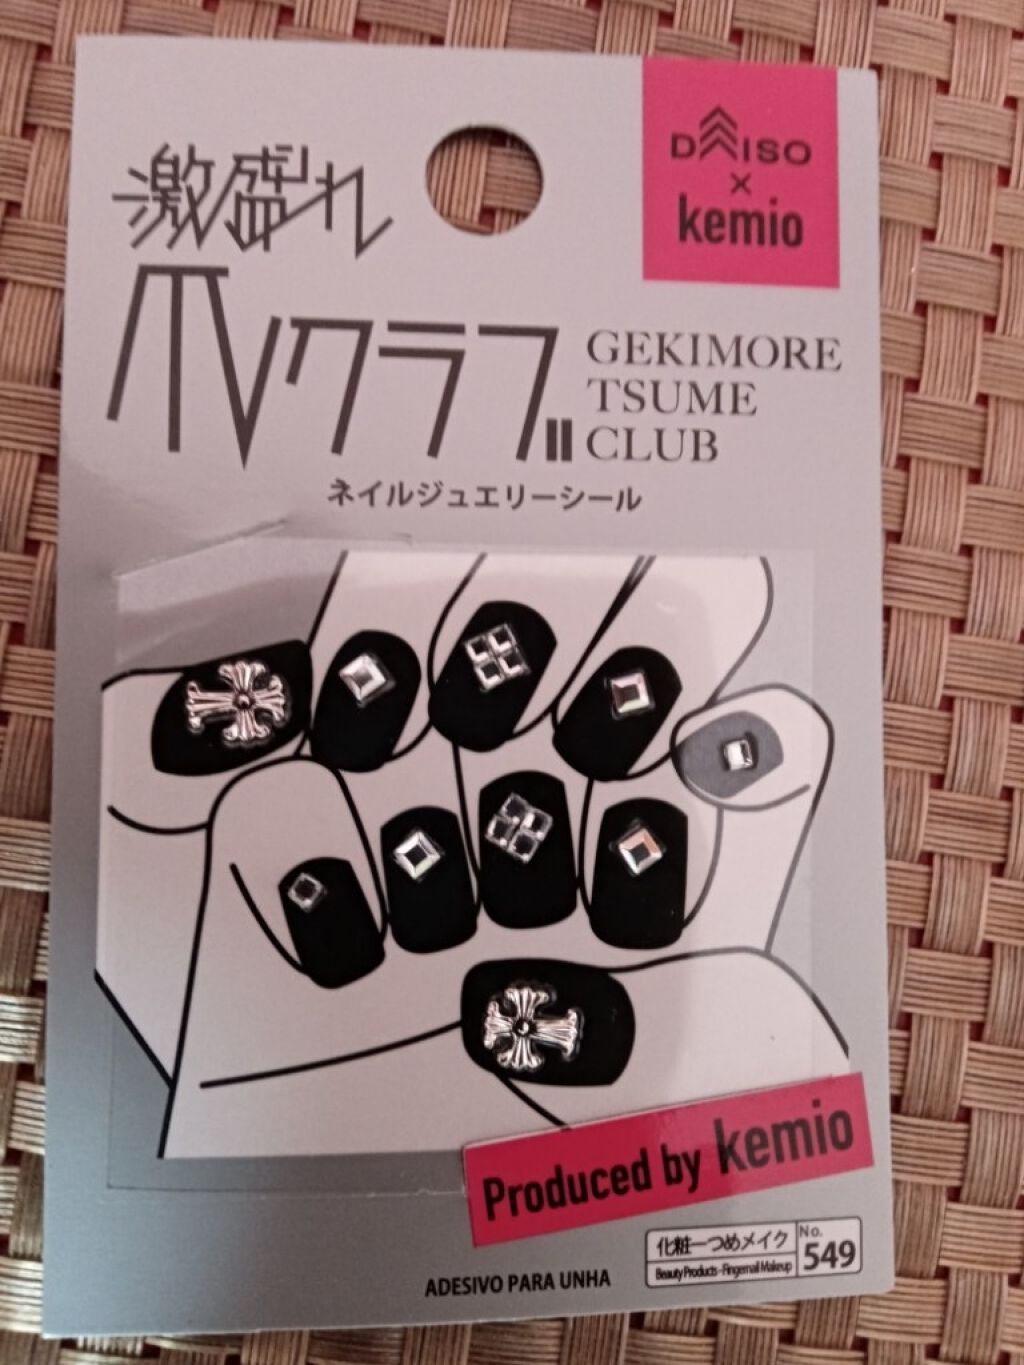 DAISO
×
kemio
激盛れ
爪クラブ
GEKIMORE
TSUME
CLUB
ネイルジュエリーシール
Produced by kemio
化粧ーつめメイク
Beauty Products - Fingernail Makeup
No.
549
ADESIVO PARA UNHA